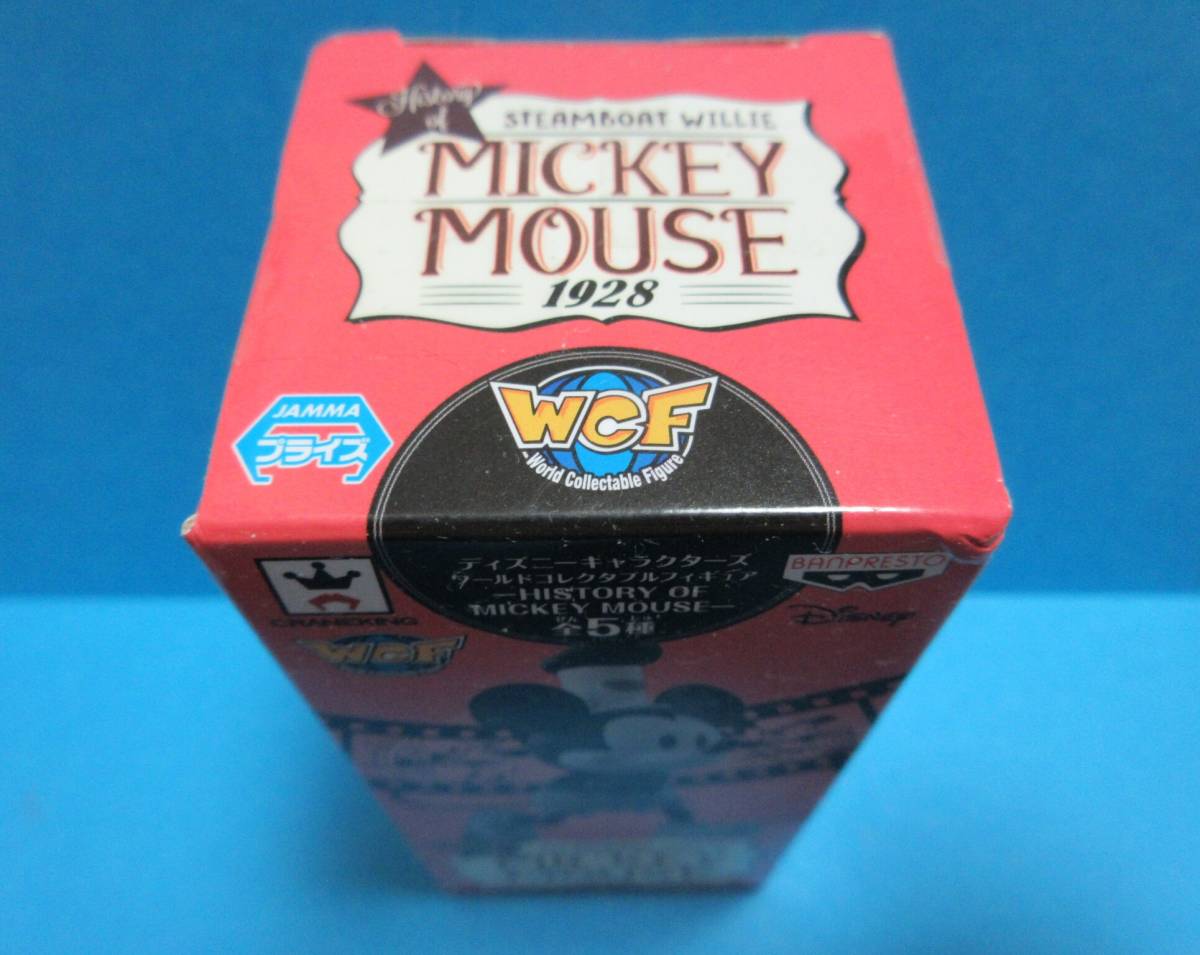 History of
STEAMBOAT WILLIE
MICKEY
MOUSE
1928
WCF
World Collectable Figure
JAMMA
プライズ
ディズニーキャラクターズ
ワールドコレクタブルフィギュア
—HISTORY OF
MICKEY MOUSE—
全5種
BANPRESTO
Disney
CRANEKING
WCF